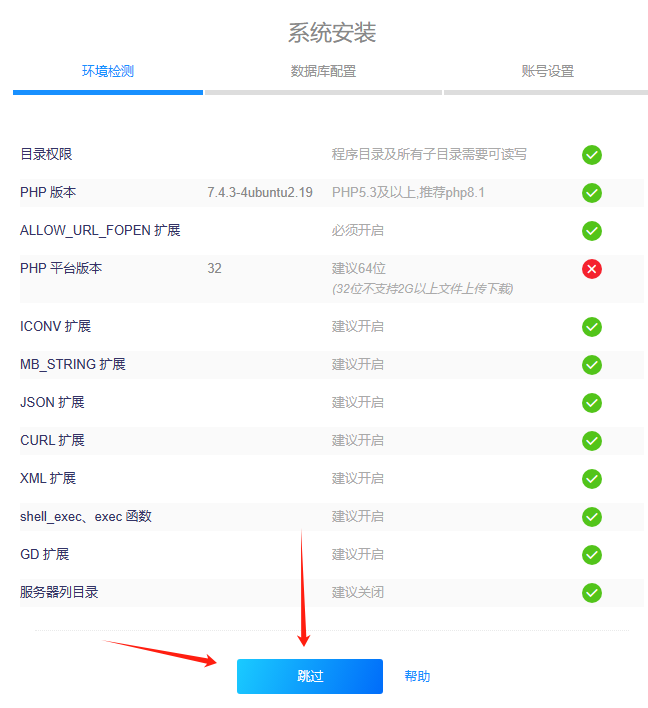 系统安装
环境检测 数据库配置 账号设置
目录权限 程序目录及所有子目录需要可读写
PHP 版本 7.4.3-4ubuntu2.19 PHP5.3及以上,推荐php8.1
ALLOW_URL_FOPEN 扩展 必须开启
PHP 平台版本 32 建议64位
(32位不支持2G以上文件上传下载)
ICONV 扩展 建议开启
MB_STRING 扩展 建议开启
JSON 扩展 建议开启
CURL 扩展 建议开启
XML 扩展 建议开启
shell_exec、exec 函数 建议开启
GD 扩展 建议开启
服务器列目录 建议关闭
跳过 帮助